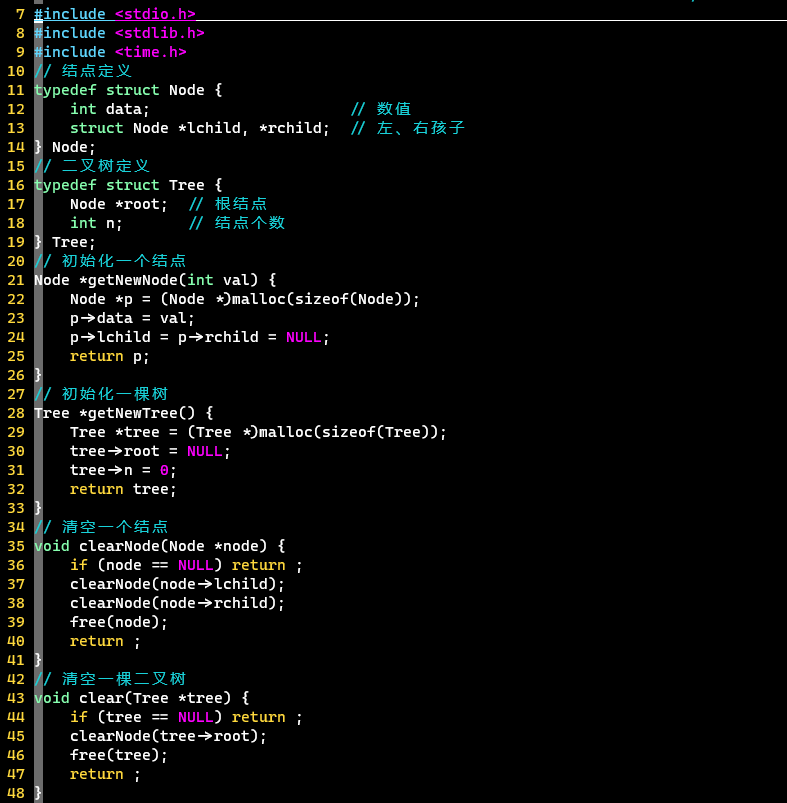 7 #include <stdio.h>
8 #include <stdlib.h>
9 #include <time.h>
10 // 结点定义
11 typedef struct Node {
12     int data;                       // 数值
13     struct Node *lchild, *rchild;  // 左、右孩子
14 } Node;
15 // 二叉树定义
16 typedef struct Tree {
17     Node *root;  // 根结点
18     int n;       // 结点个数
19 } Tree;
20 // 初始化一个结点
21 Node *getNewNode(int val) {
22     Node *p = (Node *)malloc(sizeof(Node));
23     p->data = val;
24     p->lchild = p->rchild = NULL;
25     return p;
26 }
27 // 初始化一棵树
28 Tree *getNewTree() {
29     Tree *tree = (Tree *)malloc(sizeof(Tree));
30     tree->root = NULL;
31     tree->n = 0;
32     return tree;
33 }
34 // 清空一个结点
35 void clearNode(Node *node) {
36     if (node == NULL) return ;
37     clearNode(node->lchild);
38     clearNode(node->rchild);
39     free(node);
40     return ;
41 }
42 // 清空一棵二叉树
43 void clear(Tree *tree) {
44     if (tree == NULL) return ;
45     clearNode(tree->root);
46     free(tree);
47     return ;
48 }